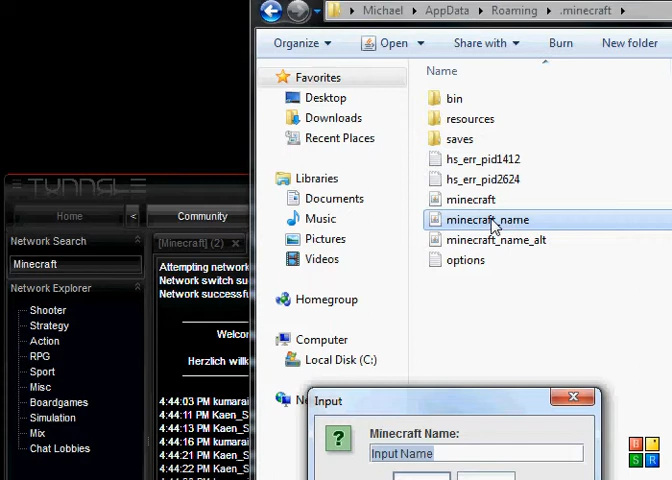 Michael ▸ AppData ▸ Roaming ▸ .minecraft ▸
Organize Open Share with Burn New folder
Name
Favorites
Desktop
Downloads
Recent Places
Libraries
Documents
Music
Pictures
Videos
Homegroup
Computer
Local Disk (C:)
bin
resources
saves
hs_err_pid1412
hs_err_pid2624
minecraft
minecraft_name
minecraft_name_alt
options
TUNNGLE
Home < Community
Network Search
Minecraft
Network Explorer
Shooter
Strategy
Action
RPG
Sport
Misc
Boardgames
Simulation
Mix
Chat Lobbies
[Minecraft] (2) x
Attempting network
Network switch su
Network successf
Welcon
Herzlich willk
4:44:03 PM kumarai
4:44:11 PM Kaen_S
4:44:13 PM Kaen_S
4:44:16 PM kumarai
4:44:21 PM Kaen_S
4:44:22 PM Kaen_S
Input
Minecraft Name:
Input Name
B
S R